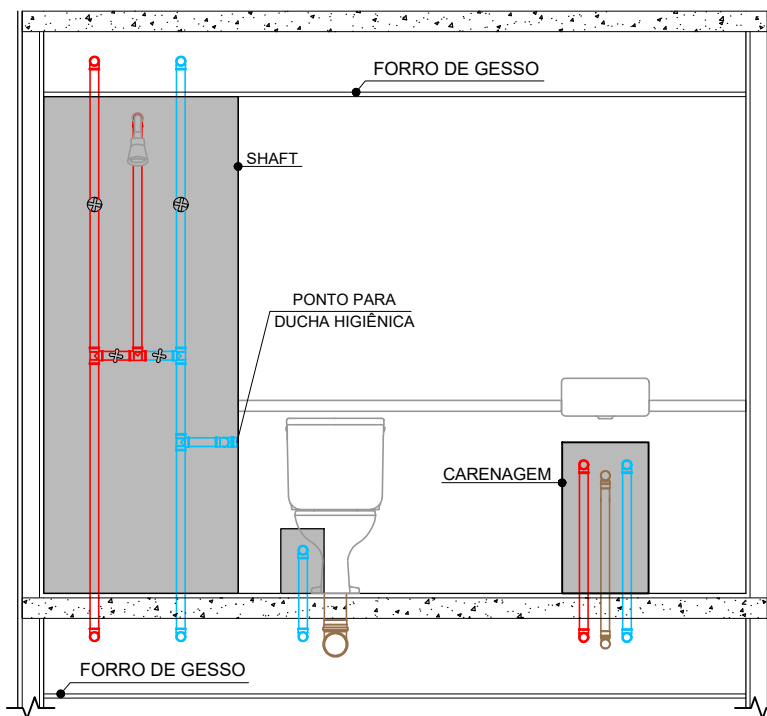 FORRO DE GESSO
SHAFT
PONTO PARA
DUCHA HIGIÊNICA
CARENAGEM
FORRO DE GESSO